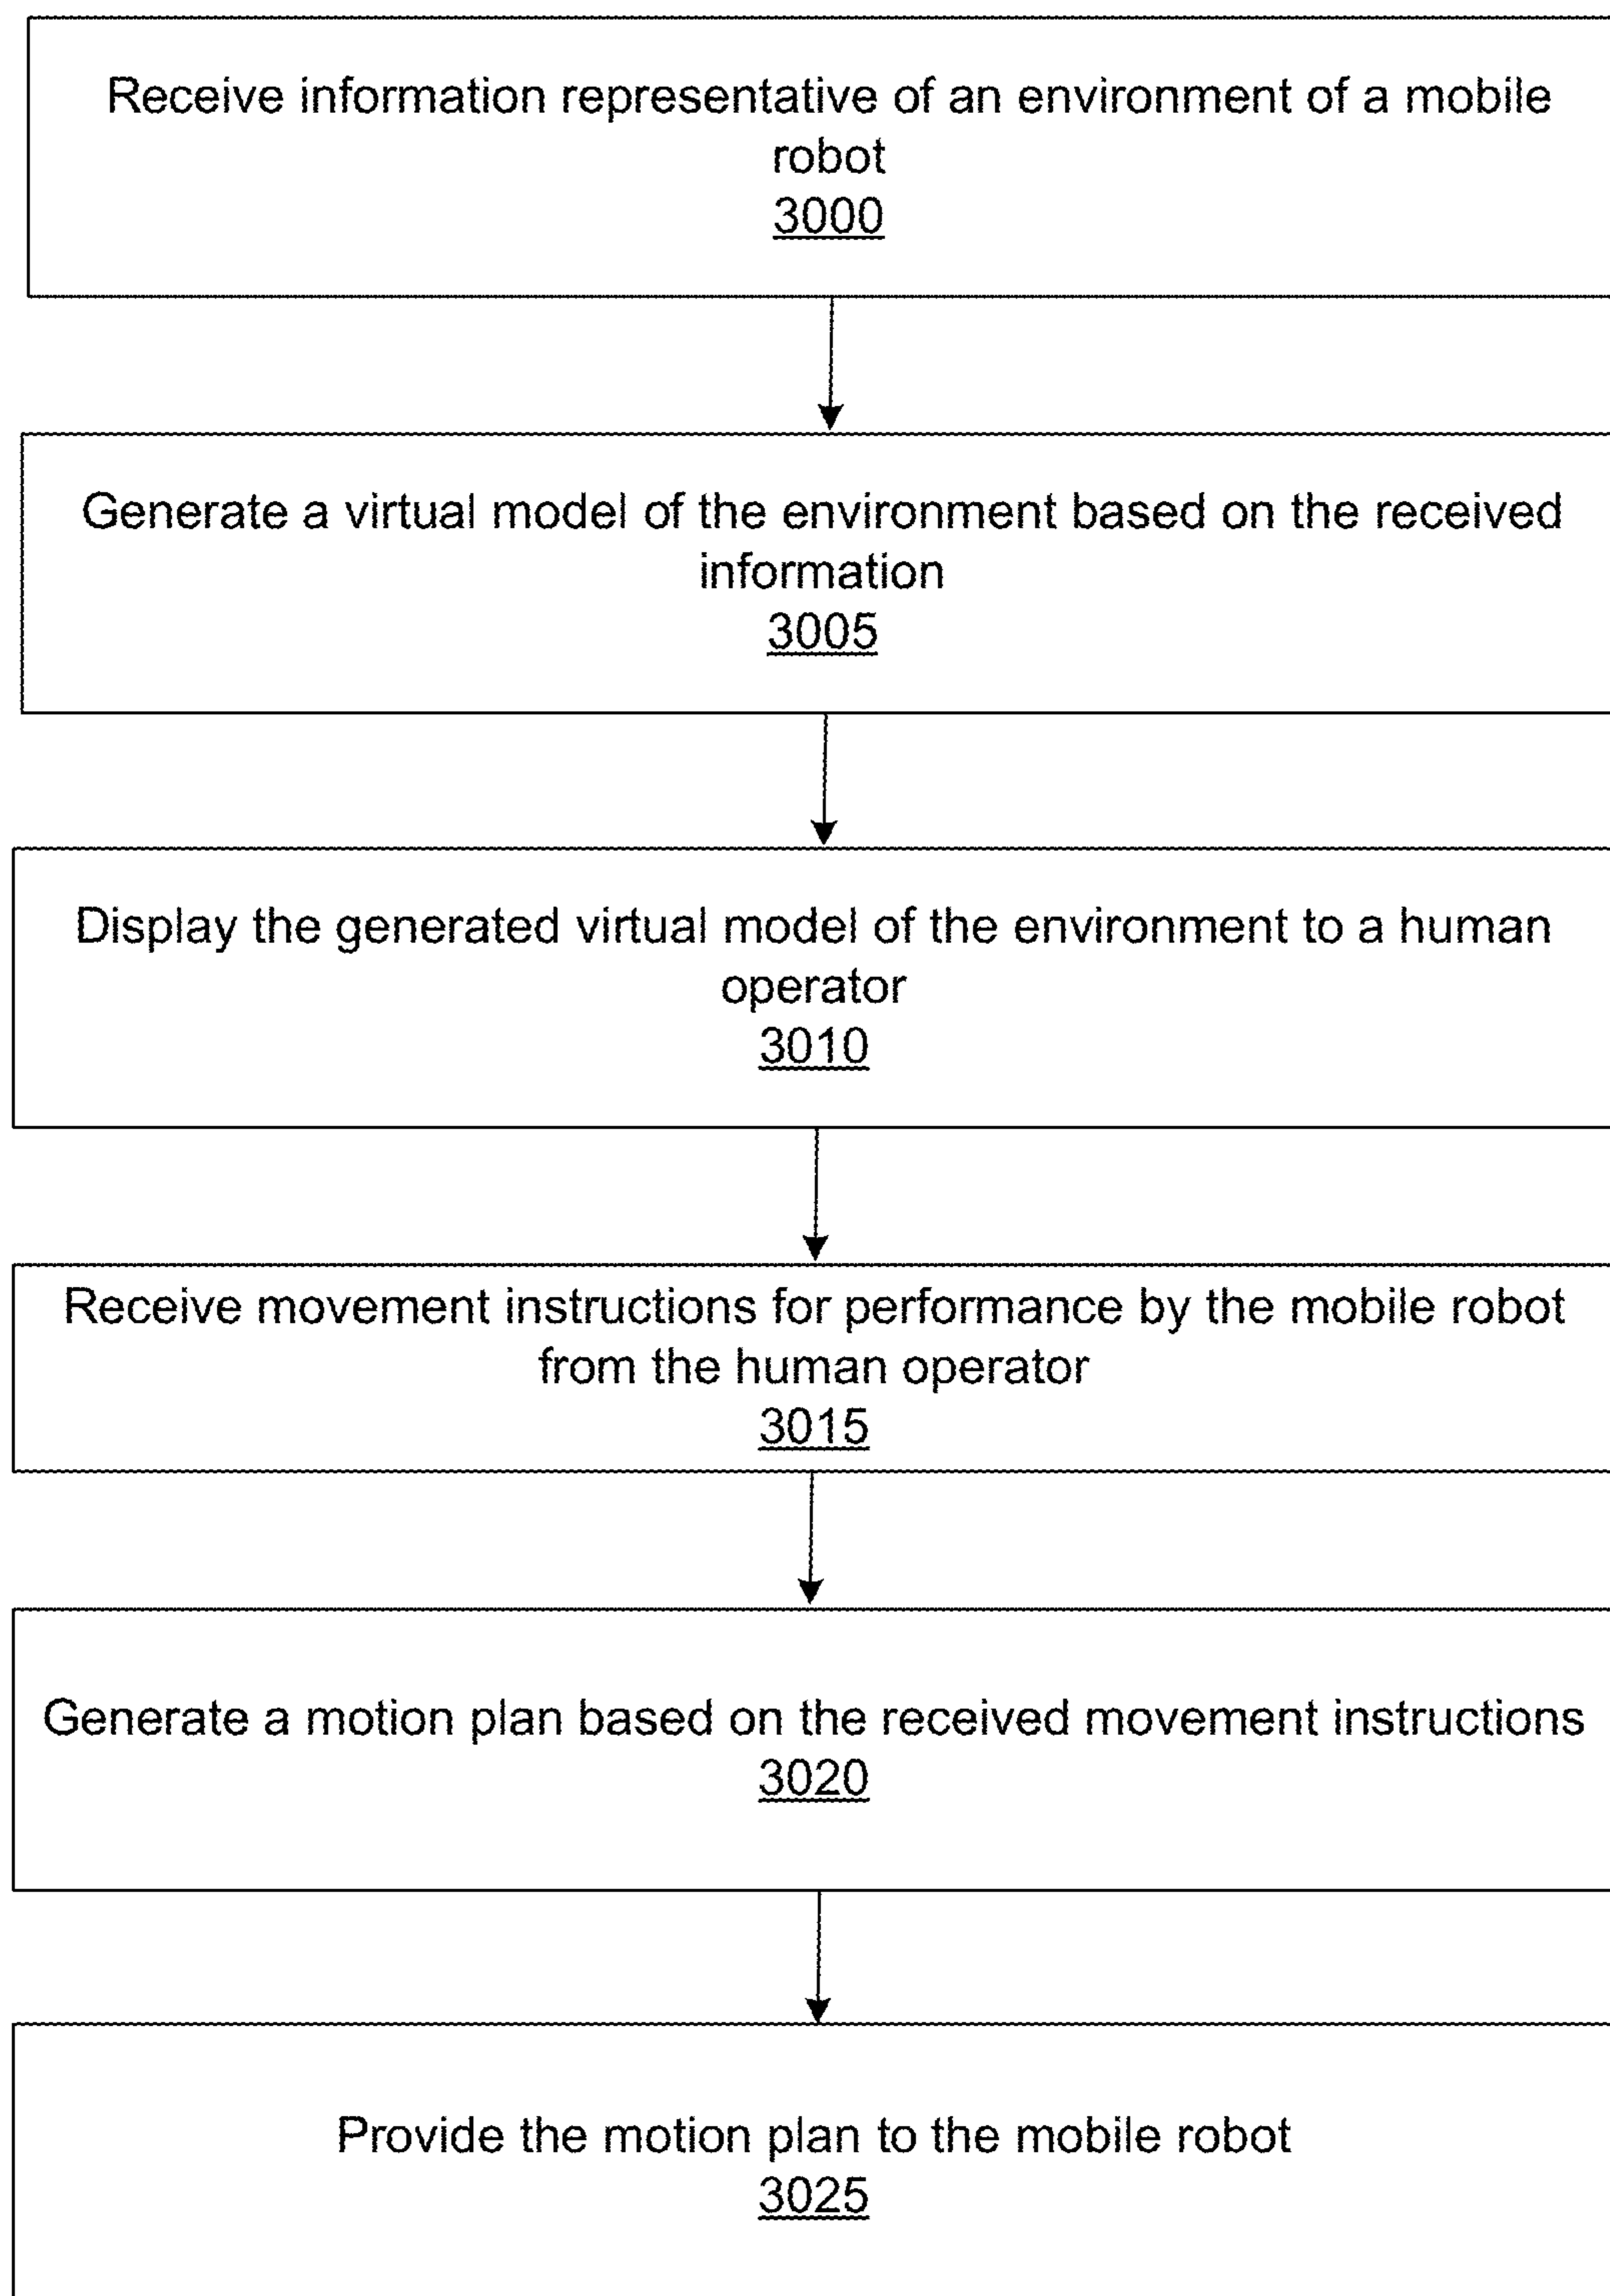 Receive information representative of an environment of a mobile
robot
3000
Generate a virtual model of the environment based on the received
information
3005
Display the generated virtual model of the environment to a human
operator
3010
Receive movement instructions for performance by the mobile robot
from the human operator
3015
Generate a motion plan based on the received movement instructions
3020
Provide the motion plan to the mobile robot
3025